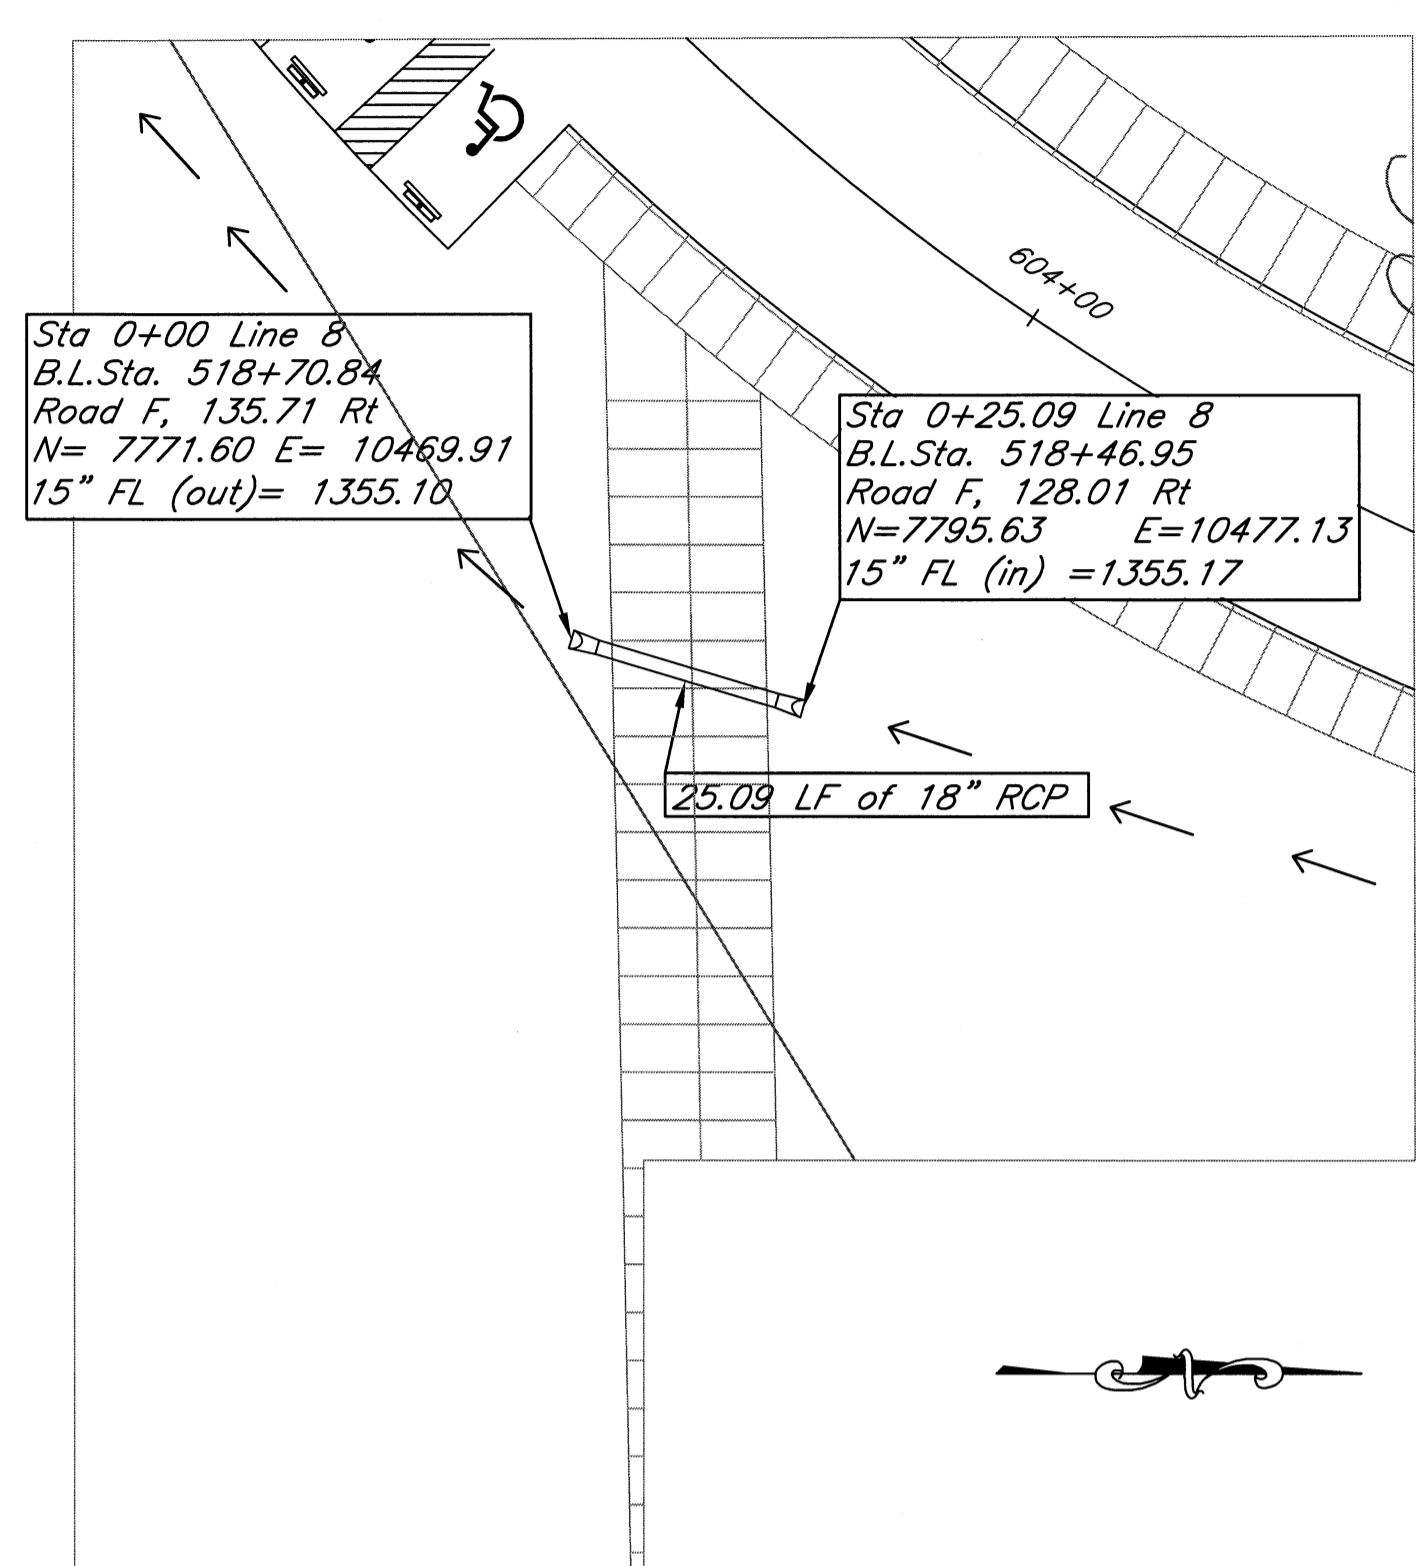 604+00
Sta 0+00 Line 8
B.L.Sta. 518+70.84
Road F, 135.71 Rt
N= 7771.60 E= 10469.91
15" FL (out)= 1355.10
Sta 0+25.09 Line 8
B.L.Sta. 518+46.95
Road F, 128.01 Rt
N=7795.63 E=10477.13
15" FL (in) =1355.17
25.09 LF of 18" RCP
N